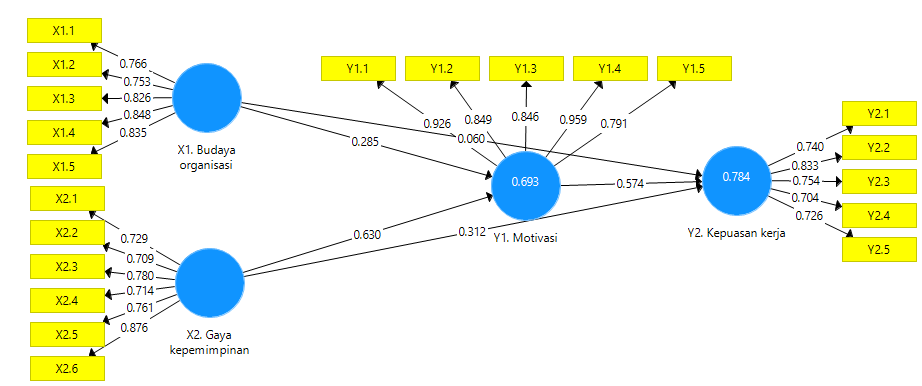 X1.1
X1.2
X1.3
X1.4
X1.5
0.766
0.753
0.826
0.848
0.835
X1. Budaya
organisasi
X2.1
X2.2
X2.3
X2.4
X2.5
X2.6
0.729
0.709
0.780
0.714
0.761
0.876
X2. Gaya
kepemimpinan
0.285
0.060
0.630
0.312
Y1.1
Y1.2
Y1.3
Y1.4
Y1.5
0.926
0.849
0.846
0.959
0.791
0.693
Y1. Motivasi
0.574
0.784
Y2. Kepuasan kerja
0.740
0.833
0.754
0.704
0.726
Y2.1
Y2.2
Y2.3
Y2.4
Y2.5